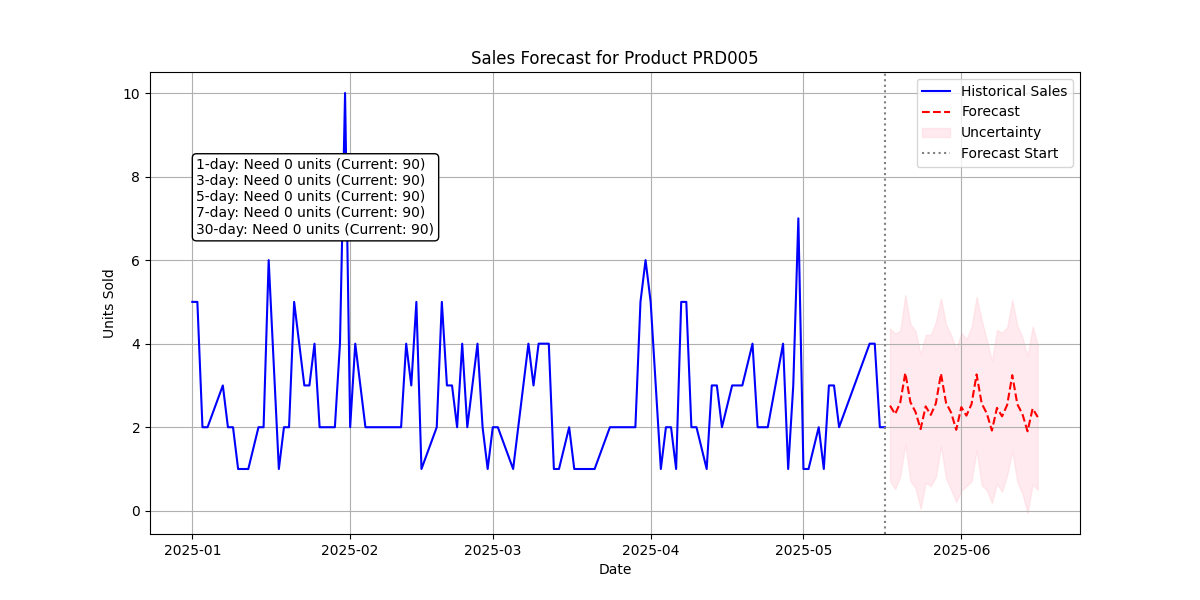 Sales Forecast for Product PRD005
Historical Sales
Forecast
Uncertainty
Forecast Start
1-day: Need 0 units (Current: 90)
3-day: Need 0 units (Current: 90)
5-day: Need 0 units (Current: 90)
7-day: Need 0 units (Current: 90)
30-day: Need 0 units (Current: 90)
Units Sold
10
8
6
4
2
0
2025-01
2025-02
2025-03
2025-04
2025-05
2025-06
Date